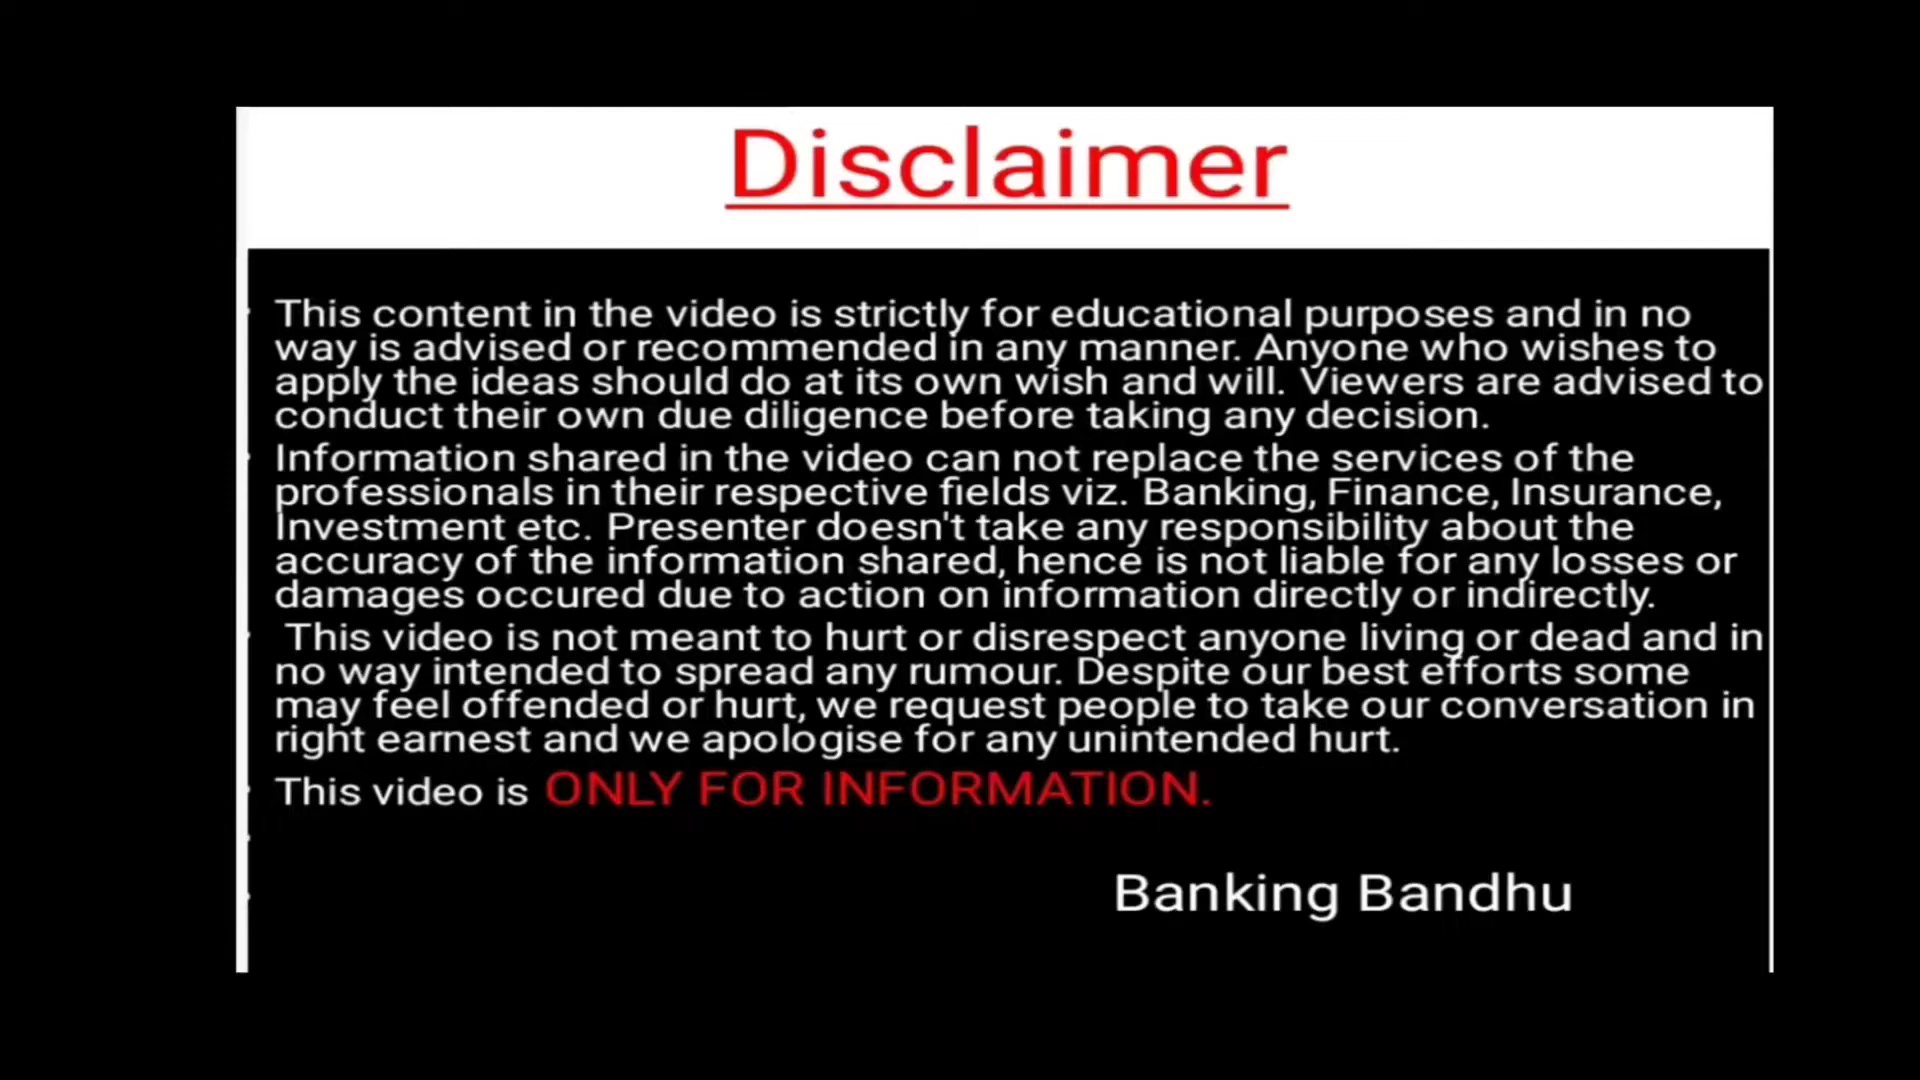 Disclaimer
This content in the video is strictly for educational purposes and in no
way is advised or recommended in any manner. Anyone who wishes to
apply the ideas should do at its own wish and will. Viewers are advised to
conduct their own due diligence before taking any decision.
Information shared in the video can not replace the services of the
professionals in their respective fields viz. Banking, Finance, Insurance,
Investment etc. Presenter doesn't take any responsibility about the
accuracy of the information shared, hence is not liable for any losses or
damages occured due to action on information directly or indirectly.
This video is not meant to hurt or disrespect anyone living or dead and in
no way intended to spread any rumour. Despite our best efforts some
may feel offended or hurt, we request people to take our conversation in
right earnest and we apologise for any unintended hurt.
This video is ONLY FOR INFORMATION.
Banking Bandhu